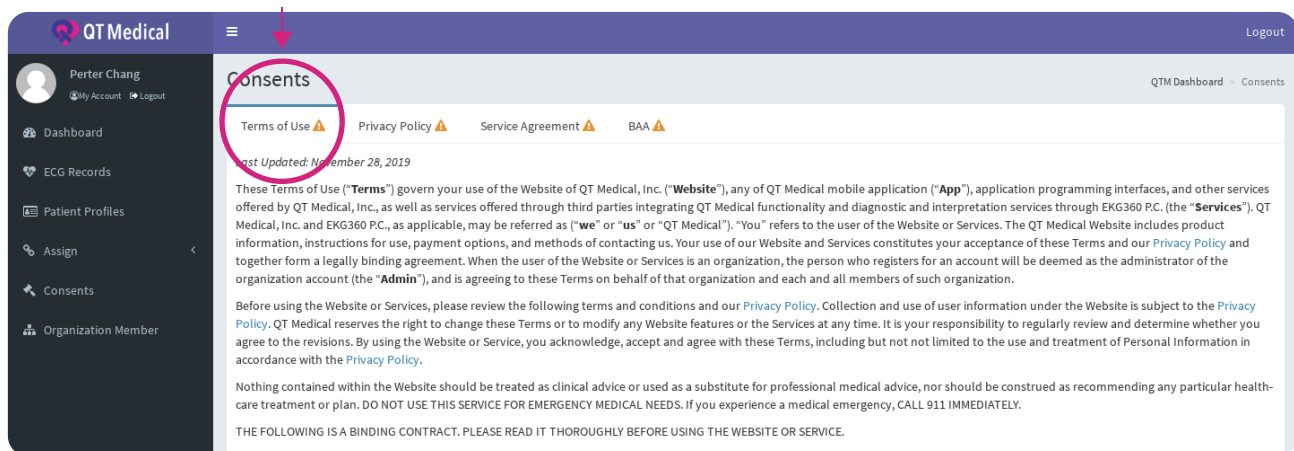 QT Medical
Logout
Perter Chang
My Account Logout
Dashboard
ECG Records
Patient Profiles
Assign
Consents
Organization Member
Consents
QTM Dashboard > Consents
Terms of Use Privacy Policy Service Agreement BAA
Last Updated: November 28, 2019
These Terms of Use (“Terms”) govern your use of the Website of QT Medical, Inc. (“Website”), any of QT Medical mobile application (“App”), application programming interfaces, and other services
offered by QT Medical, Inc., as well as services offered through third parties integrating QT Medical functionality and diagnostic and interpretation services through EKG360 P.C. (the “Services”). QT
Medical, Inc. and EKG360 P.C., as applicable, may be referred as (“we” or “us” or “QT Medical”). “You” refers to the user of the Website or Services. The QT Medical Website includes product
information, instructions for use, payment options, and methods of contacting us. Your use of our Website and Services constitutes your acceptance of these Terms and our Privacy Policy and
together form a legally binding agreement. When the user of the Website or Services is an organization, the person who registers for an account will be deemed as the administrator of the
organization account (the “Admin”), and is agreeing to these Terms on behalf of that organization and each and all members of such organization.
Before using the Website or Services, please review the following terms and conditions and our Privacy Policy. Collection and use of user information under the Website is subject to the Privacy
Policy. QT Medical reserves the right to change these Terms or to modify any Website features or the Services at any time. It is your responsibility to regularly review and determine whether you
agree to the revisions. By using the Website or Service, you acknowledge, accept and agree with these Terms, including but not not limited to the use and treatment of Personal Information in
accordance with the Privacy Policy.
Nothing contained within the Website should be treated as clinical advice or used as a substitute for professional medical advice, nor should be construed as recommending any particular health-
care treatment or plan. DO NOT USE THIS SERVICE FOR EMERGENCY MEDICAL NEEDS. If you experience a medical emergency, CALL 911 IMMEDIATELY.
THE FOLLOWING IS A BINDING CONTRACT. PLEASE READ IT THOROUGHLY BEFORE USING THE WEBSITE OR SERVICE.